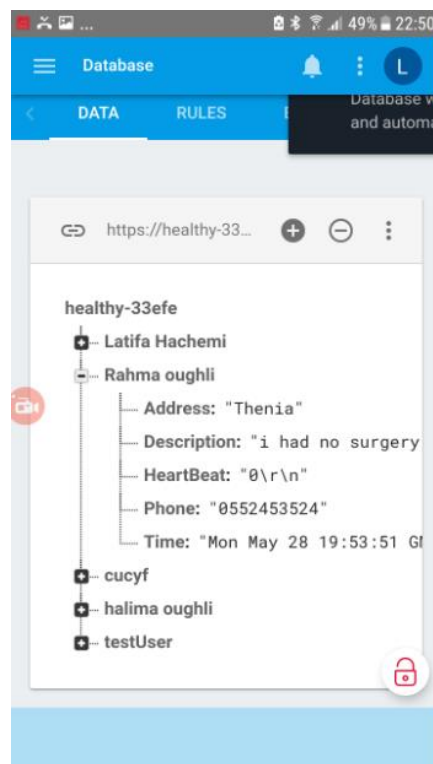 ... 49% 22:50
Database L
DATA RULES
Database
and automa
https://healthy-33...
healthy-33efe
Latifa Hachemi
Rahma oughli
Address: "Thenia"
Description: "i had no surgery
HeartBeat: "0\r\n"
Phone: "0552453524"
Time: "Mon May 28 19:53:51
cucyf
halima oughli
testUser